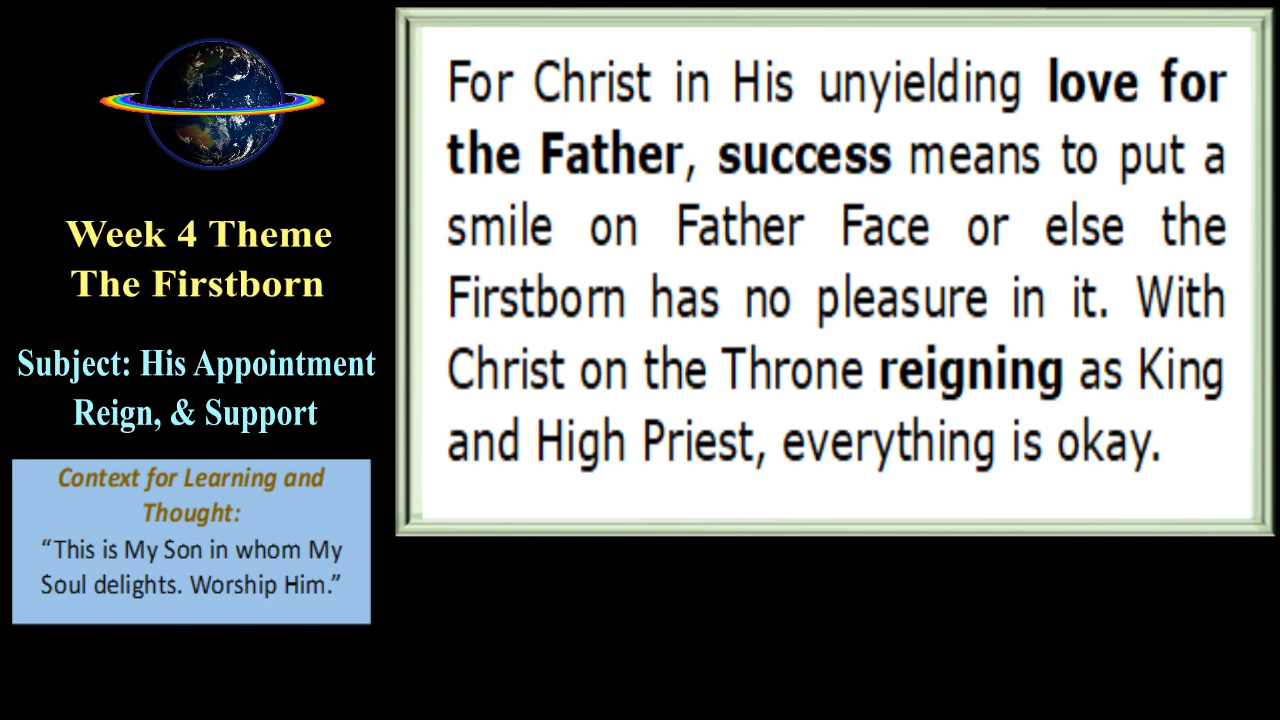 Week 4 Theme
The Firstborn
Subject: His Appointment
Reign, & Support
Context for Learning and
Thought:
“This is My Son in whom My
Soul delights. Worship Him.”
For Christ in His unyielding love for
the Father, success means to put a
smile on Father Face or else the
Firstborn has no pleasure in it. With
Christ on the Throne reigning as King
and High Priest, everything is okay.